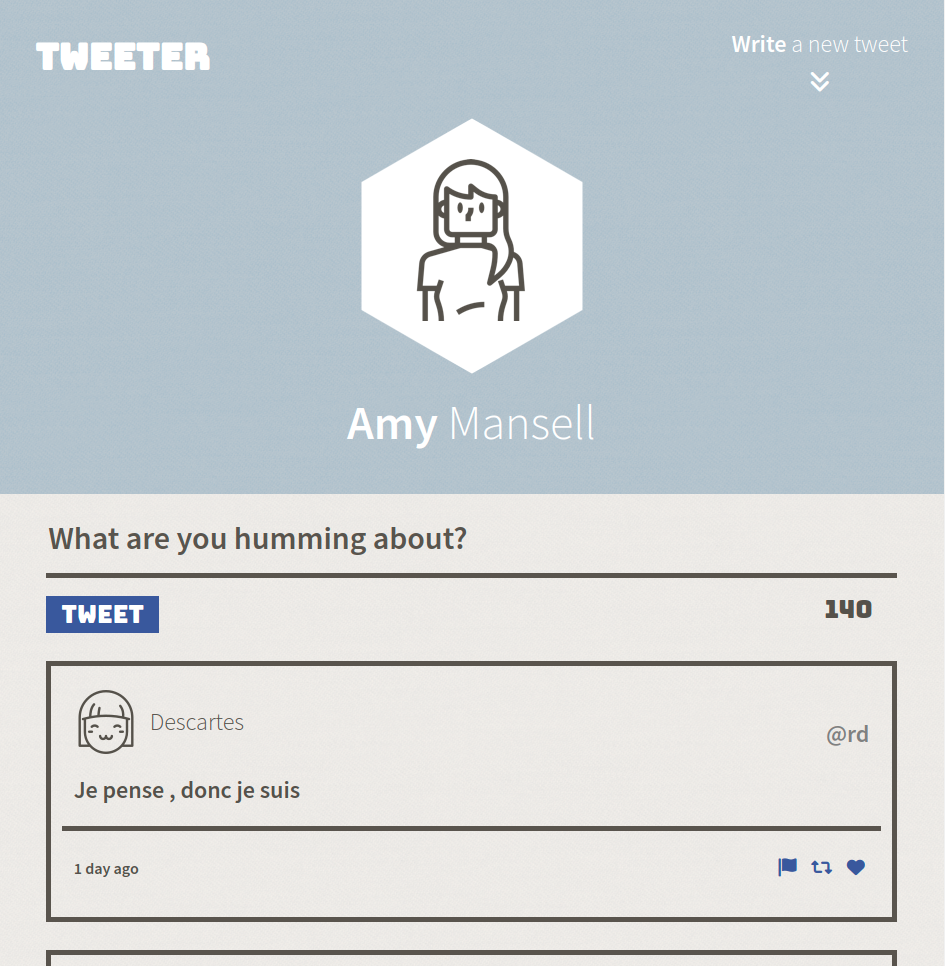 TWEETER
Write a new tweet
Amy Mansell
What are you humming about?
TWEET
140
Descartes
@rd
Je pense , donc je suis
1 day ago